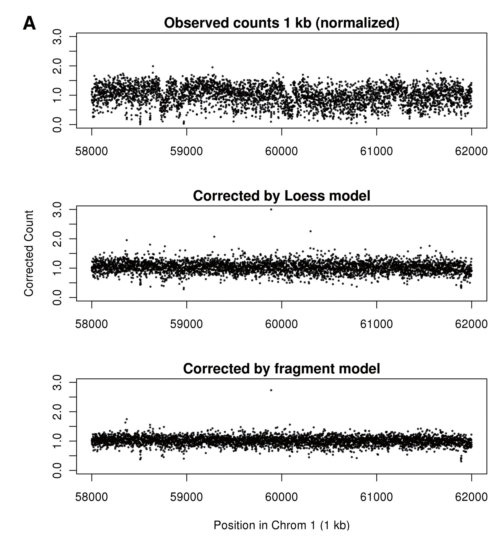 A
Observed counts 1 kb (normalized)
3.0
2.0
1.0
0.0
58000 59000 60000 61000 62000
Corrected by Loess model
3.0
2.0
1.0
0.0
58000 59000 60000 61000 62000
Corrected Count
Corrected by fragment model
3.0
2.0
1.0
0.0
58000 59000 60000 61000 62000
Position in Chrom 1 (1 kb)